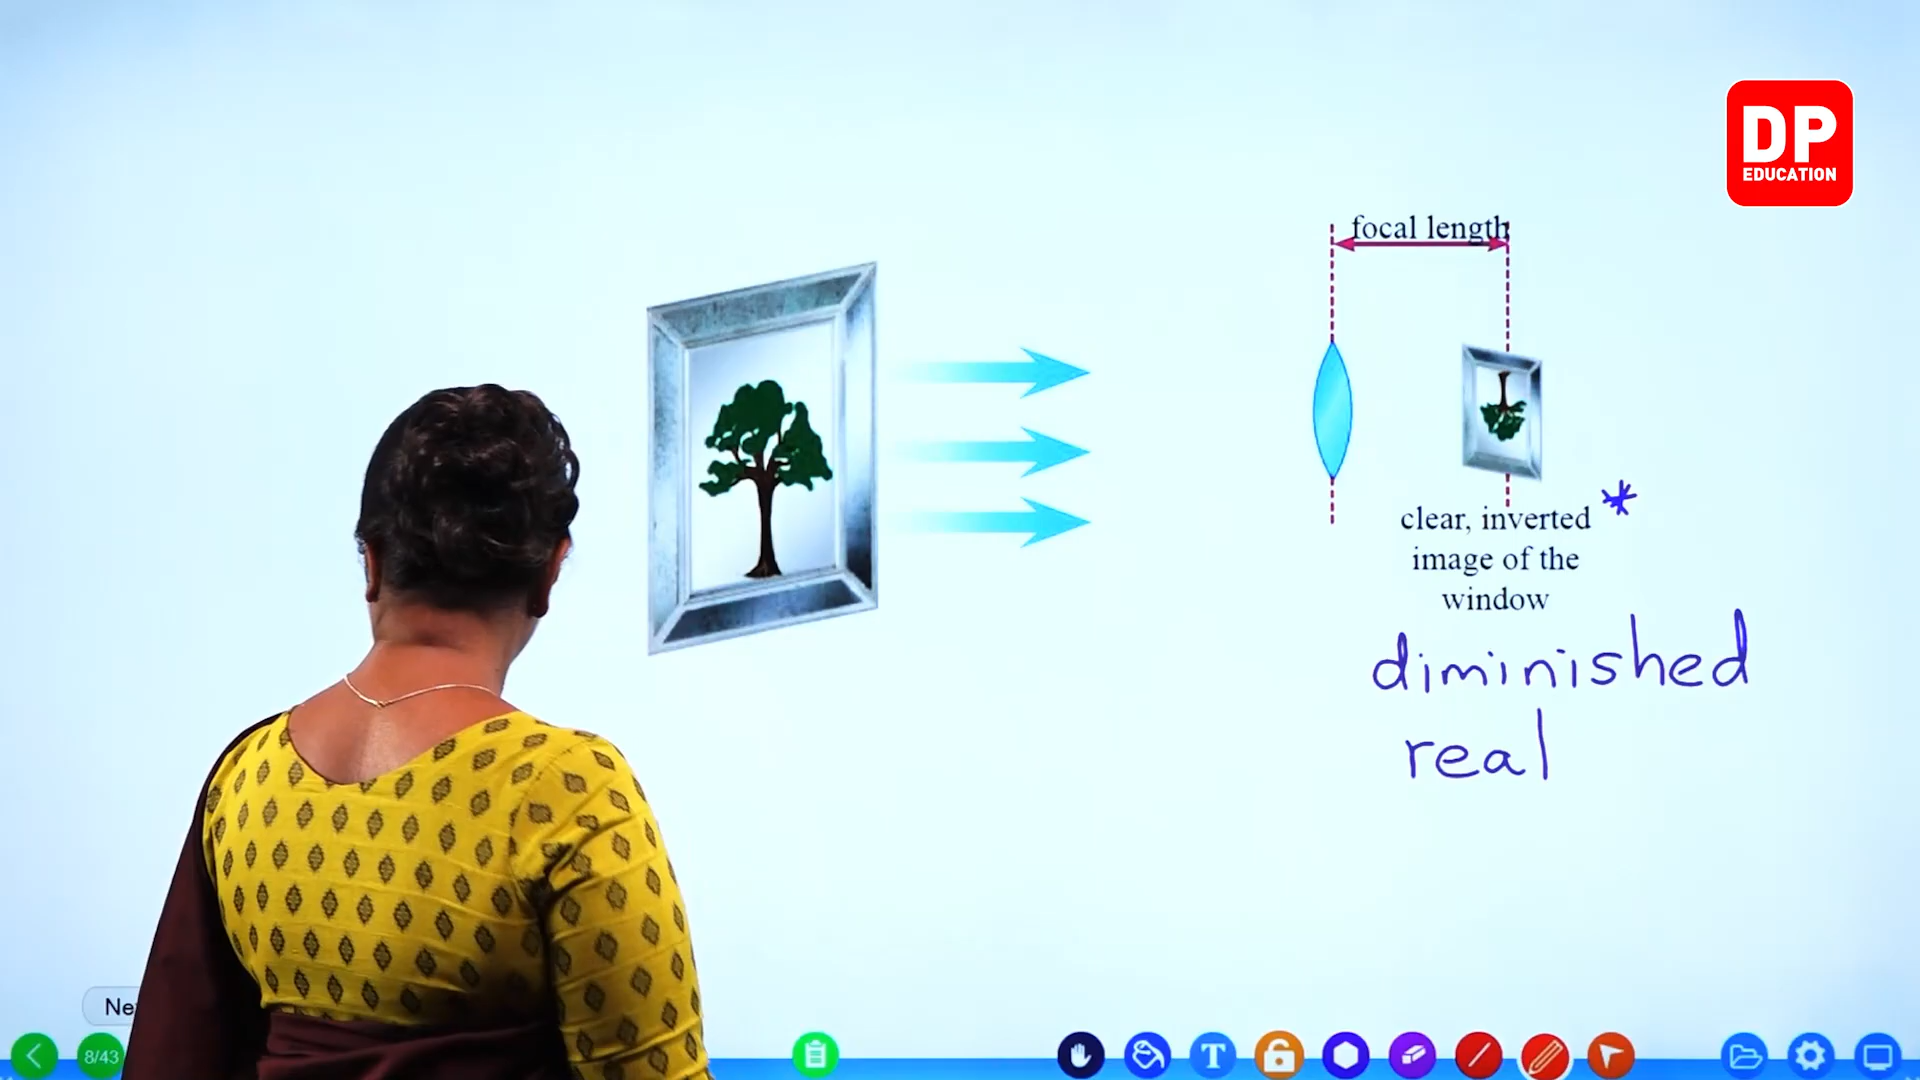 DP
EDUCATION
focal length
clear, inverted
image of the
window
diminished
real
8/43
T